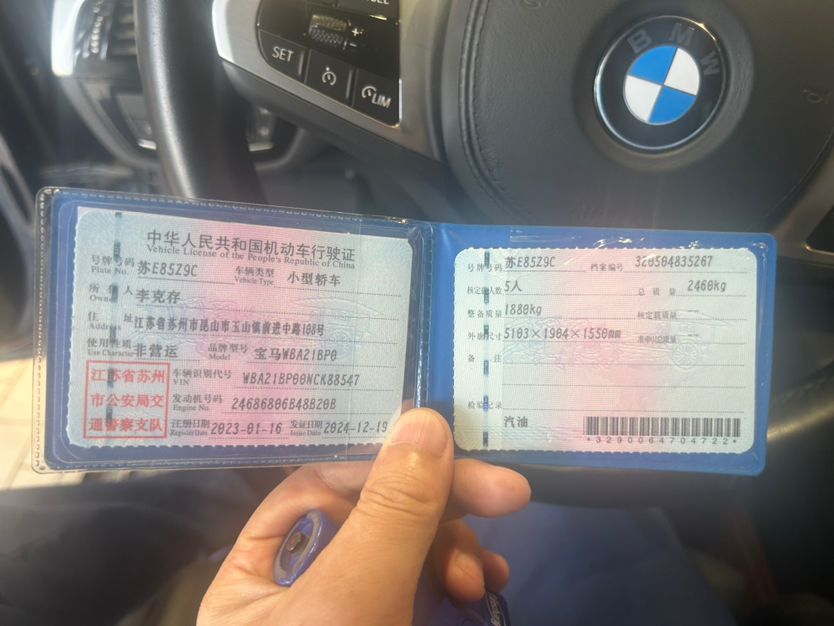 SET
LIM
BMW
中华人民共和国机动车行驶证
Vehicle License of the People's Republic of China
号牌号码 苏E85Z9C 车辆类型 小型轿车
Plate No. Vehicle Type
所有人 李克存
Owner
住址 江苏省苏州市昆山市玉山镇前进中路108号
Address
使用性质 非营运 品牌型号 宝马WBA21BP0
Use Character Model
江苏省苏州
市公安局交
通警察支队
车辆识别代号 WBA21BP00NCK88547
VIN
发动机号码 24686806B48B20B
Engine No.
注册日期 2023-01-16 发证日期 2024-12-19
Register Date Issue Date
号牌号码 苏E85Z9C 档案编号 320504835267
核定载人数 5人 总质量 2460kg
整备质量 1880kg 核定载质量 --
外廓尺寸 5103×1904×1550mm 准牵引总质量 --
备注
检验记录
汽油
*3290064704722*